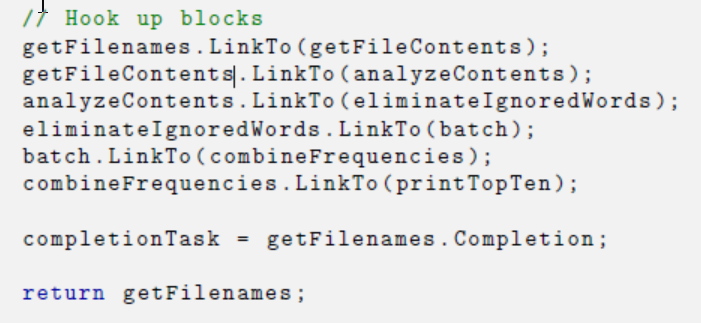 // Hook up blocks
getFilenames.LinkTo(getFileContents);
getFileContents.LinkTo(analyzeContents);
analyzeContents.LinkTo(eliminateIgnoredWords);
eliminateIgnoredWords.LinkTo(batch);
batch.LinkTo(combineFrequencies);
combineFrequencies.LinkTo(printTopTen);
completionTask = getFilenames.Completion;
return getFilenames;